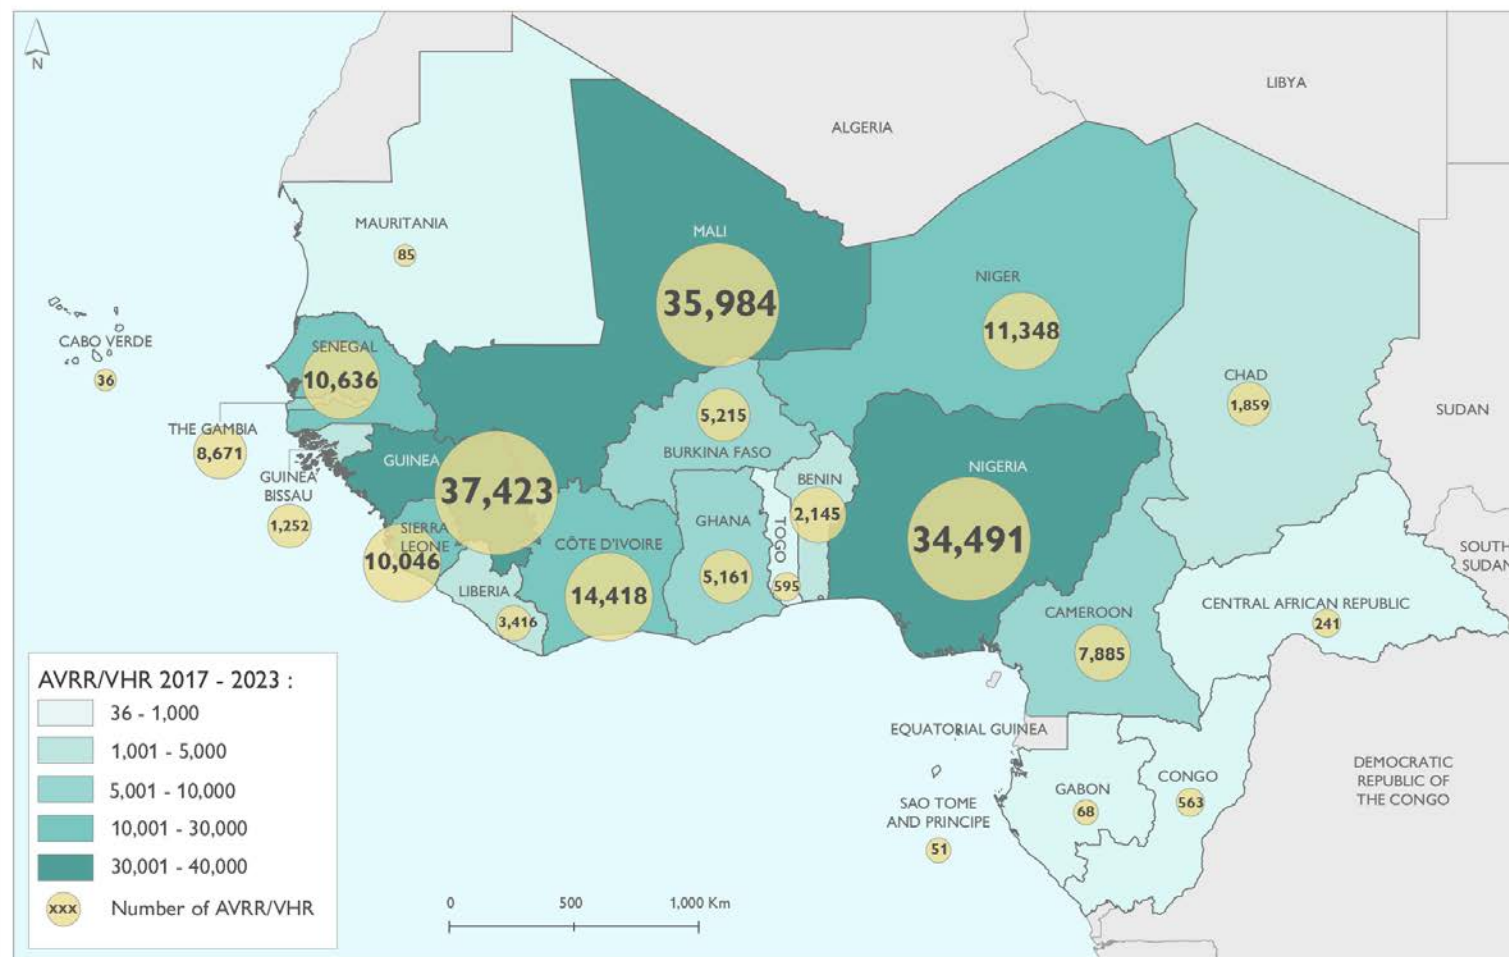 N
LIBYA
ALGERIA
MAURITANIA
85
MALI
35,984
NIGER
11,348
CABO VERDE
36
SENEGAL
10,636
CHAD
1,859
SUDAN
THE GAMBIA
8,671
5,215
BURKINA FASO
GUINEA
37,423
GUINEA
BISSAU
1,252
NIGERIA
34,491
BENIN
2,145
GHANA
5,161
TOGO
595
SIERRA
LEONE
10,046
CÔTE D'IVOIRE
14,418
LIBERIA
3,416
SOUTH
SUDAN
CENTRAL AFRICAN REPUBLIC
241
CAMEROON
7,885
EQUATORIAL GUINEA
GABON
68
CONGO
563
DEMOCRATIC
REPUBLIC OF
THE CONGO
SAO TOME
AND PRINCIPE
51
AVRR/VHR 2017 - 2023 :
36 - 1,000
1,001 - 5,000
5,001 - 10,000
10,001 - 30,000
30,001 - 40,000
xxx Number of AVRR/VHR
0 500 1,000 Km